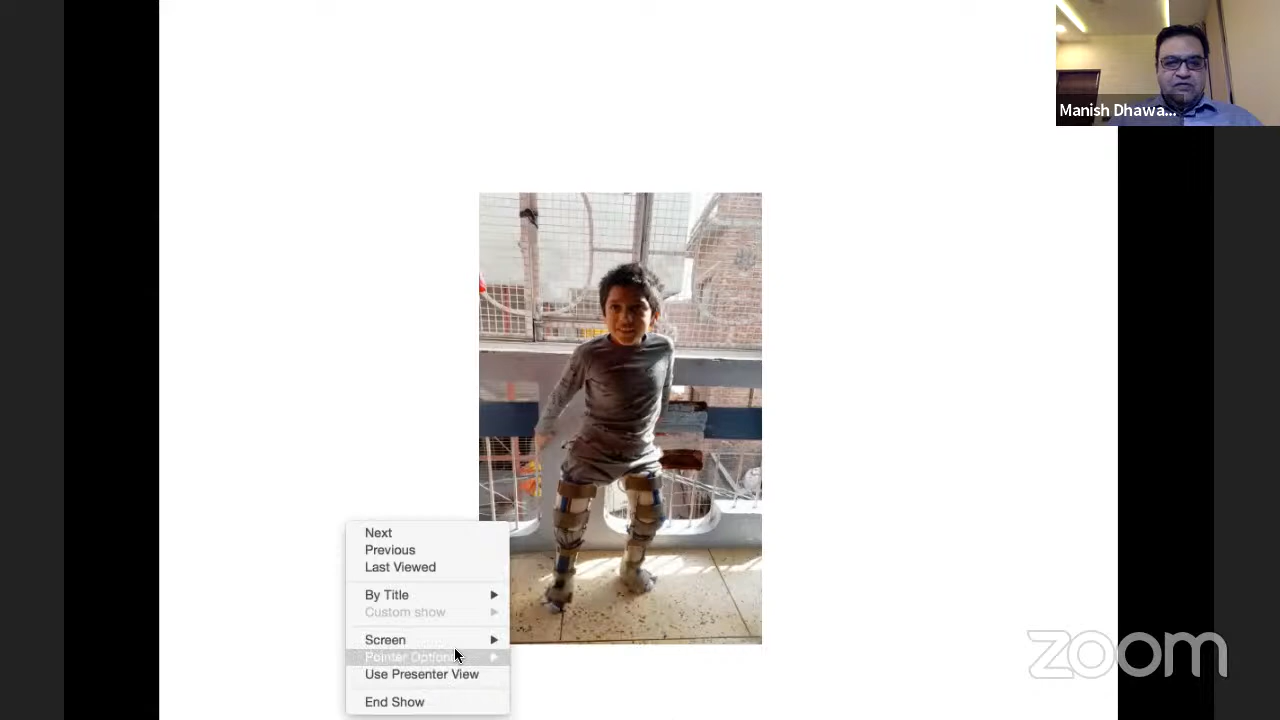 Manish Dhawa...
Next
Previous
Last Viewed
By Title
Custom show
Screen
Pointer Options
Use Presenter View
End Show
zoom